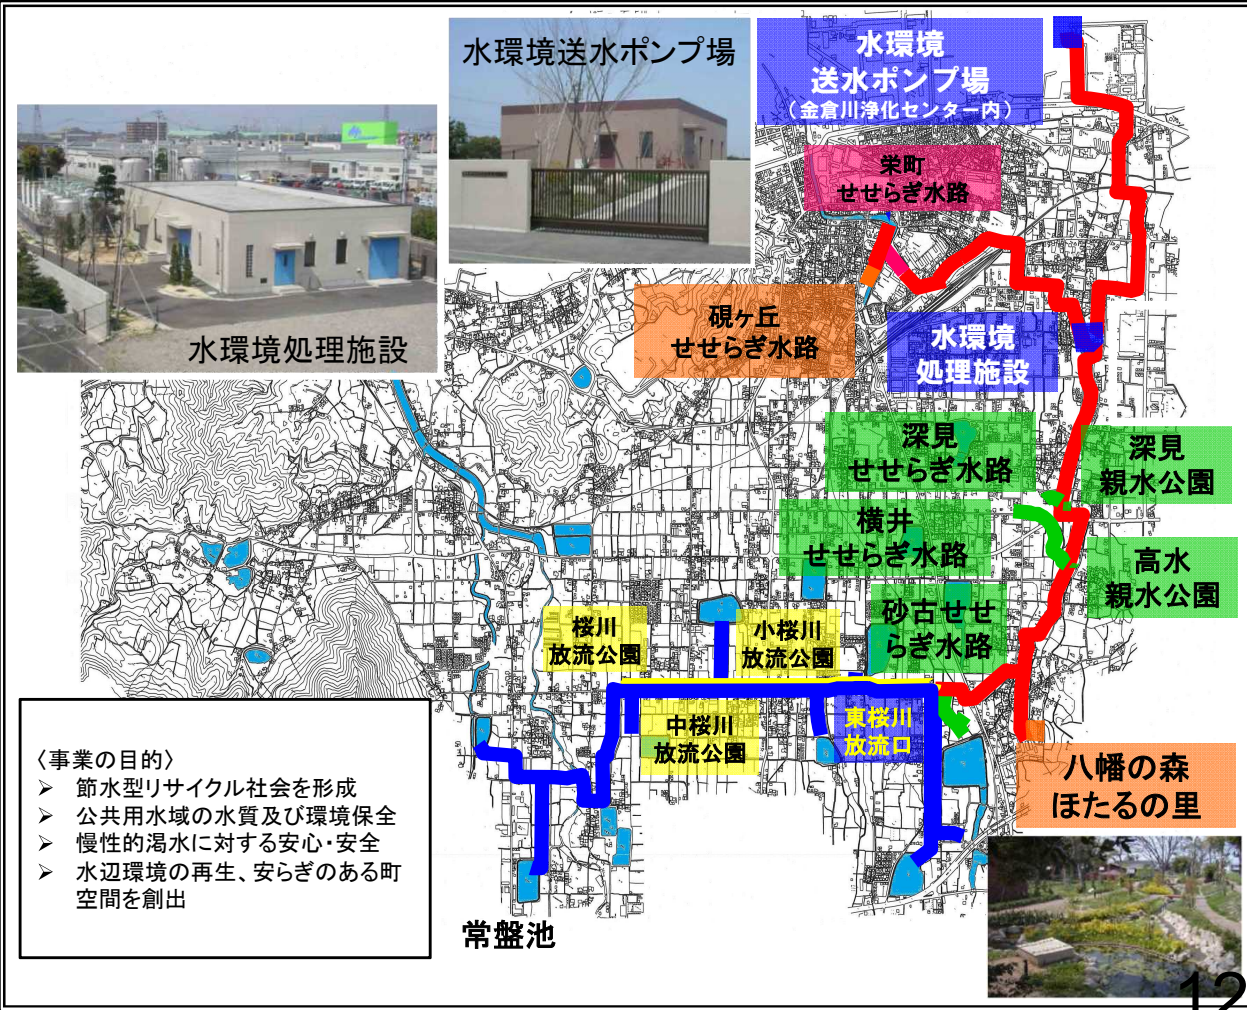 水環境送水ポンプ場
水環境
送水ポンプ場
（金倉川浄化センター内）
栄町
せせらぎ水路
水環境処理施設
硯ヶ丘
せせらぎ水路
水環境
処理施設
深見
せせらぎ水路
深見
親水公園
横井
せせらぎ水路
高水
親水公園
砂古せせ
らぎ水路
桜川
放流公園
小桜川
放流公園
中桜川
放流公園
東桜川
放流口
八幡の森
ほたるの里
〈事業の目的〉
➢ 節水型リサイクル社会を形成
➢ 公共用水域の水質及び環境保全
➢ 慢性的渇水に対する安心・安全
➢ 水辺環境の再生、安らぎのある町
空間を創出
常盤池
12